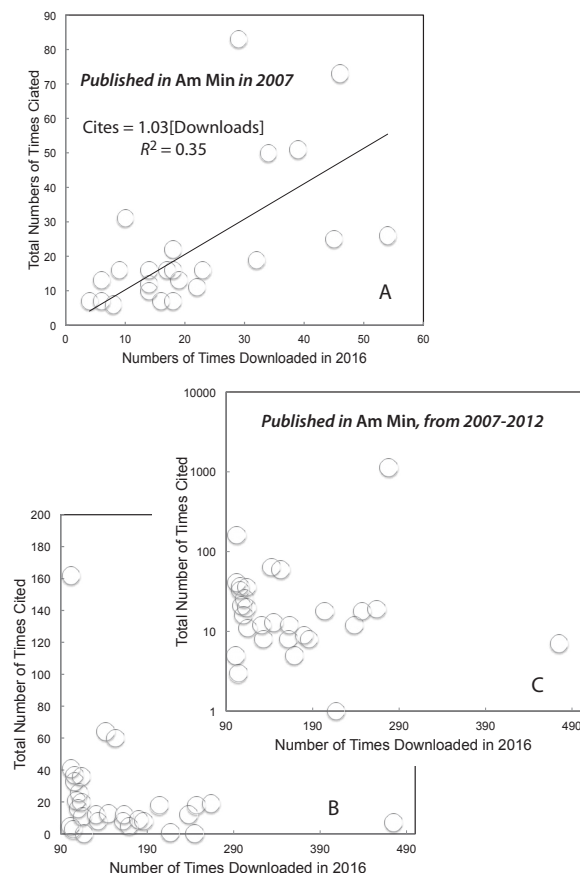 90
80
70
60
50
40
30
20
10
0
Total Numbers of Times Ciated
Published in Am Min in 2007
Cites = 1.03[Downloads]
R² = 0.35
A
0 10 20 30 40 50 60
Numbers of Times Downloaded in 2016
10000
1000
100
10
1
Total Number of Times Cited
Published in Am Min, from 2007-2012
C
90 190 290 390 490
Number of Times Downloaded in 2016
200
180
160
140
120
100
80
60
40
20
0
Total Number of Times Cited
B
90 190 290 390 490
Number of Times Downloaded in 2016